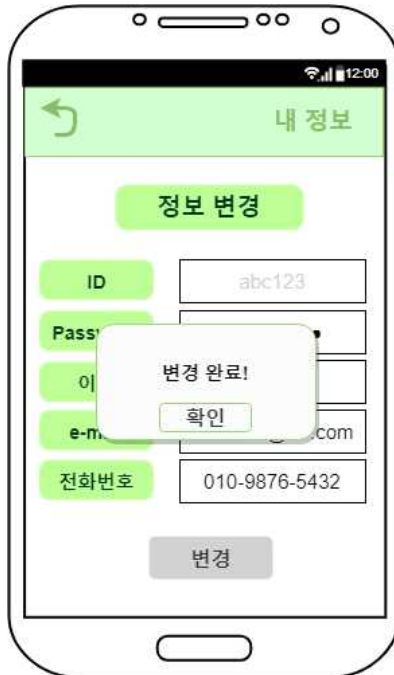 12:00
내 정보
정보 변경
ID abc123
Pass
변경 완료!
확인
.com
전화번호 010-9876-5432
변경